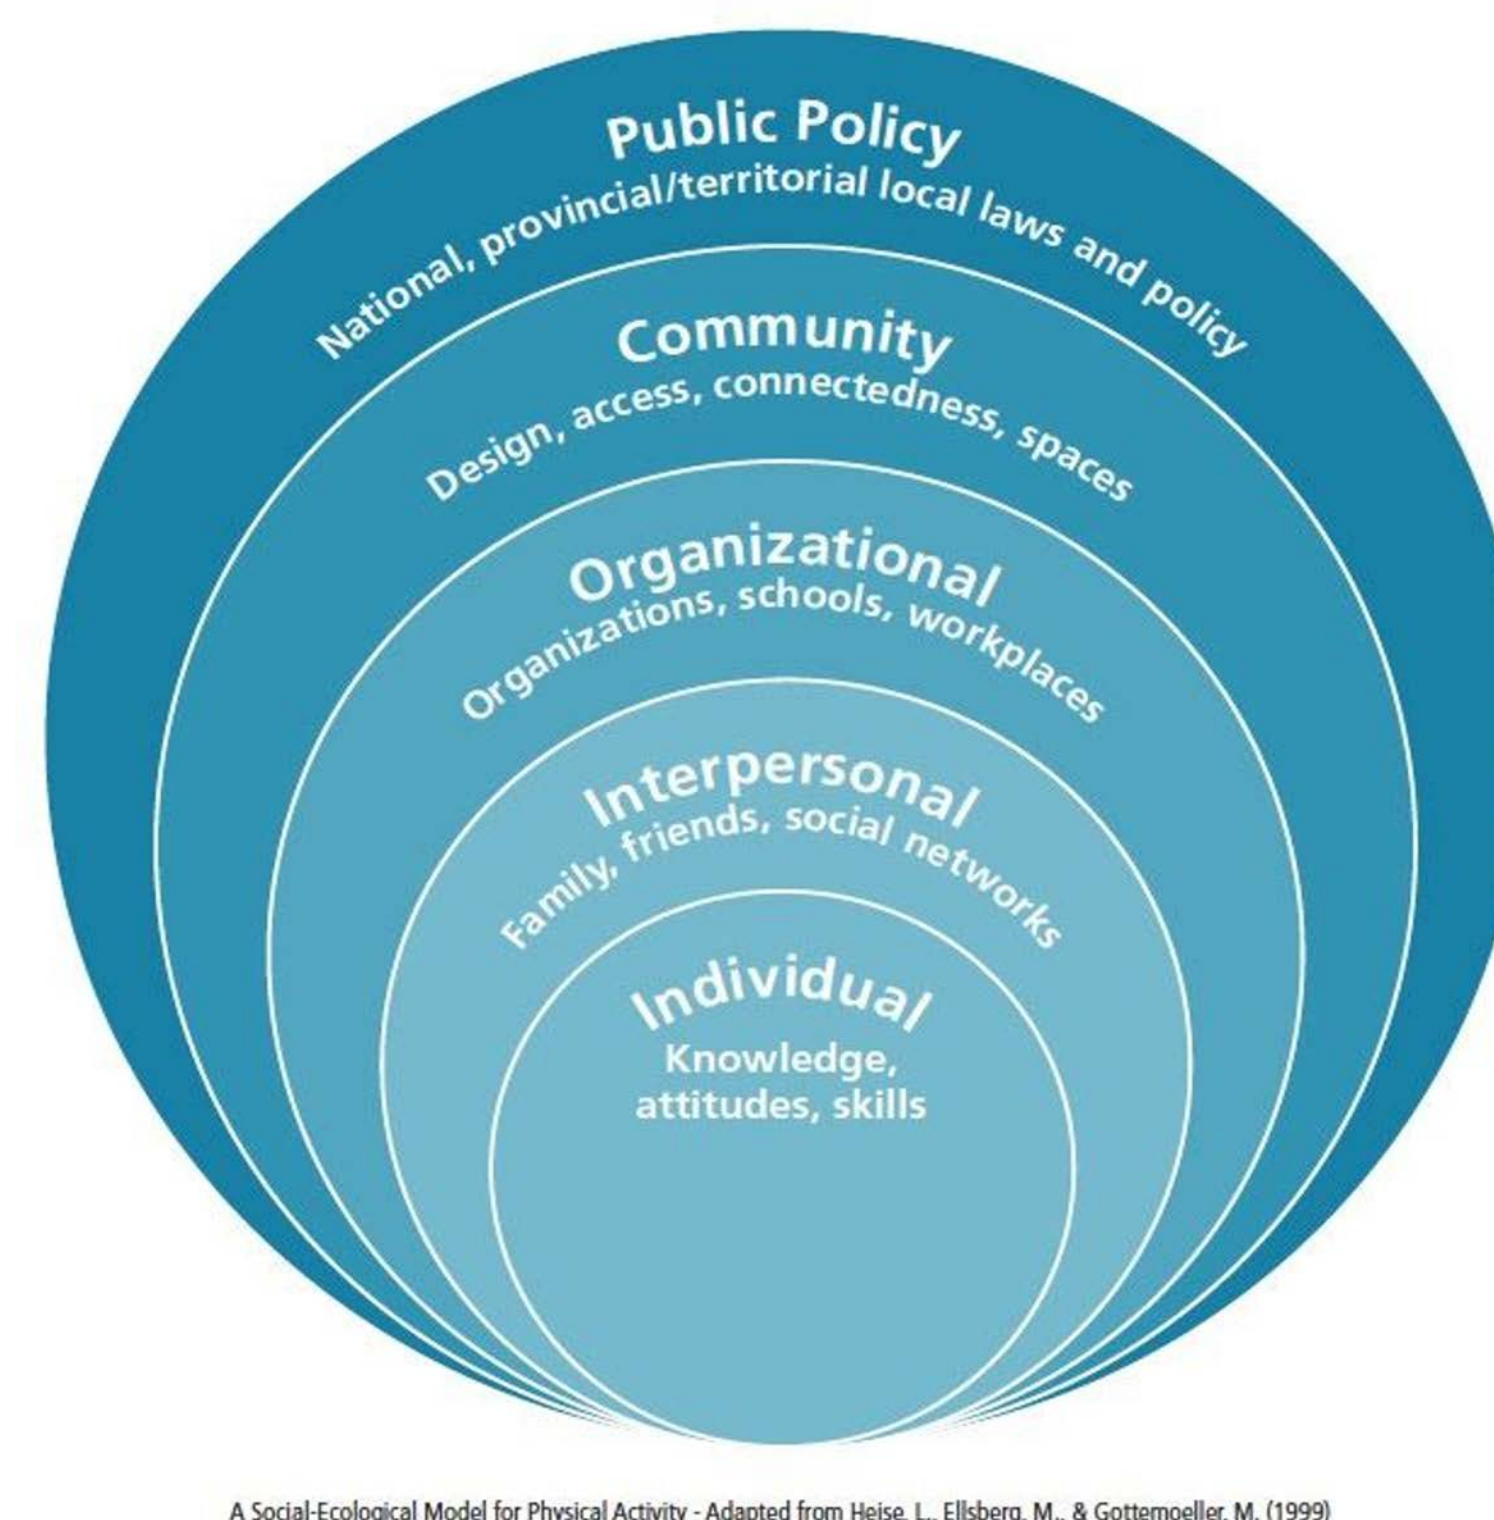 Public Policy
National, provincial/territorial local laws and policy
Community
Design, access, connectedness, spaces
Organizational
Organizations, schools, workplaces
Interpersonal
Family, friends, social networks
Individual
Knowledge,
attitudes, skills
A Social-Ecological Model for Physical Activity - Adapted from Heise, L., Ellsberg, M., & Gottemoeller, M. (1999)